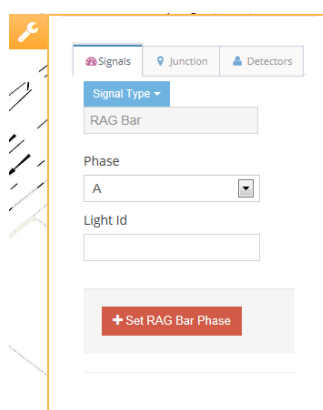 Signals Junction Detectors
Signal Type
RAG Bar
Phase
A
Light Id
+ Set RAG Bar Phase